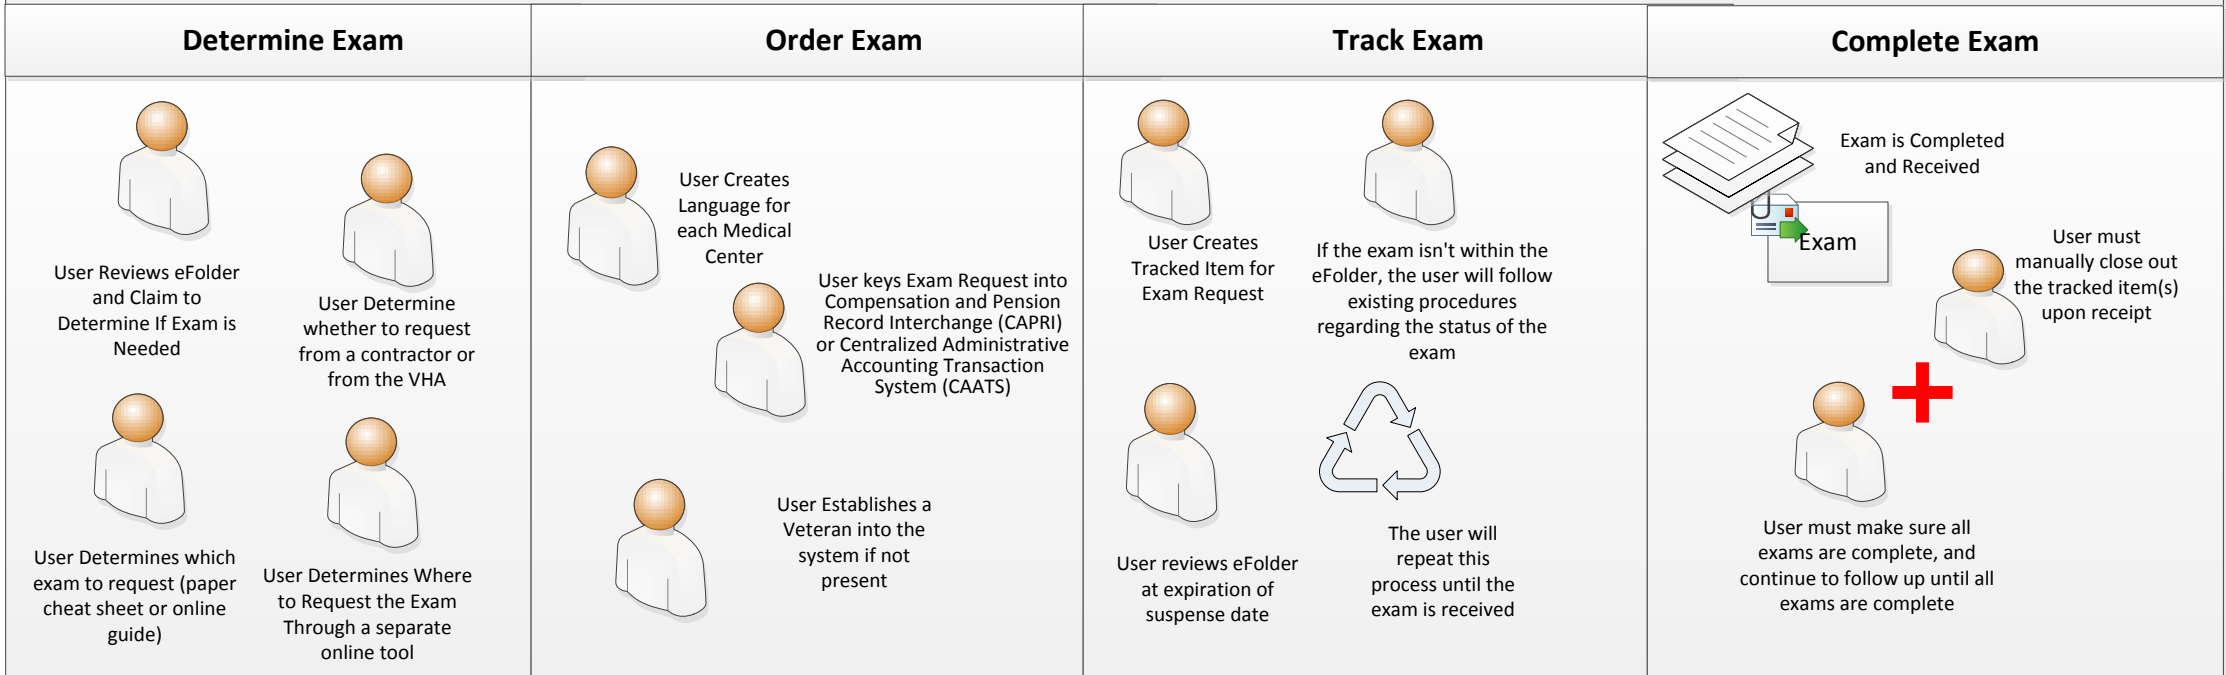 Determine Exam
User Reviews eFolder
and Claim to
Determine If Exam is
Needed
User Determine
whether to request
from a contractor or
from the VHA
User Determines which
exam to request (paper
cheat sheet or online
guide)
User Determines Where
to Request the Exam
Through a separate
online tool
Order Exam
User Creates
Language for
each Medical
Center
User keys Exam Request into
Compensation and Pension
Record Interchange (CAPRI)
or Centralized Administrative
Accounting Transaction
System (CAATS)
User Establishes a
Veteran into the
system if not
present
Track Exam
User Creates
Tracked Item for
Exam Request
If the exam isn't within the
eFolder, the user will follow
existing procedures
regarding the status of the
exam
User reviews eFolder
at expiration of
suspense date
The user will
repeat this
process until the
exam is received
Complete Exam
Exam is Completed
and Received
Exam
User must
manually close out
the tracked item(s)
upon receipt
User must make sure all
exams are complete, and
continue to follow up until all
exams are complete